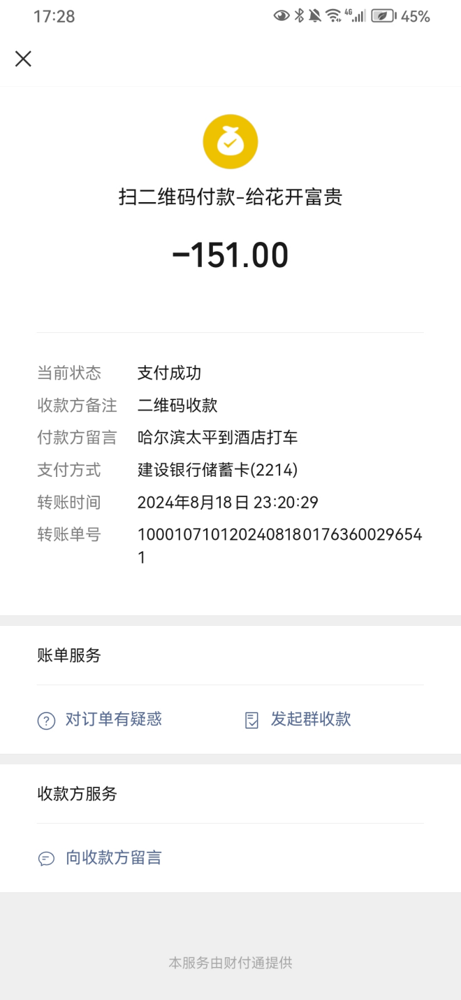 17:28
4G 45%
扫二维码付款-给花开富贵
-151.00
当前状态 支付成功
收款方备注 二维码收款
付款方留言 哈尔滨太平到酒店打车
支付方式 建设银行储蓄卡(2214)
转账时间 2024年8月18日 23:20:29
转账单号 100010710120240818017636002965​4
1
账单服务
对订单有疑惑 发起群收款
收款方服务
向收款方留言
本服务由财付通提供